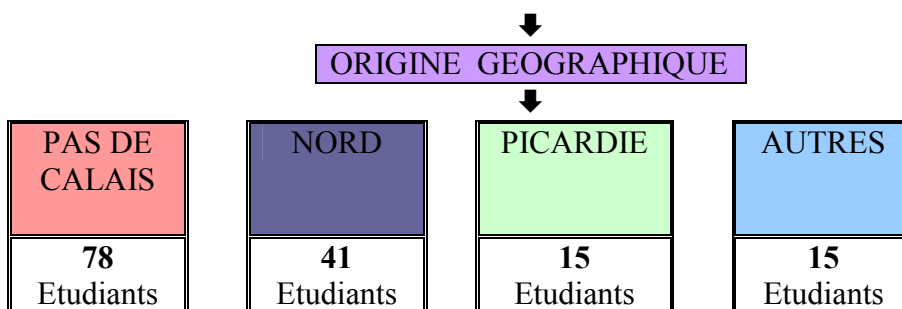 ORIGINE GEOGRAPHIQUE
PAS DE
CALAIS
78
Etudiants
NORD
41
Etudiants
PICARDIE
15
Etudiants
AUTRES
15
Etudiants